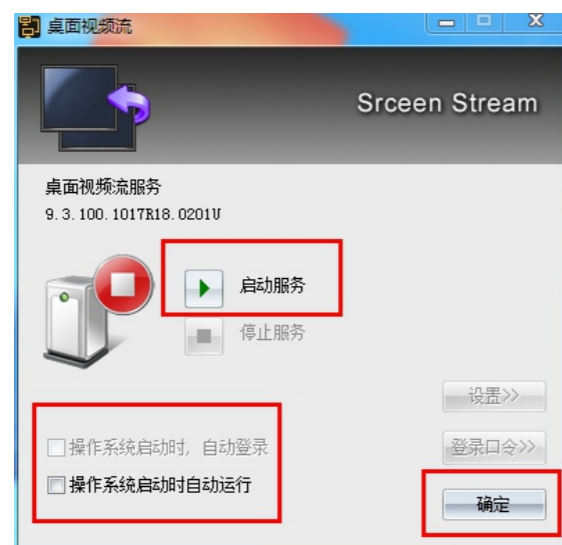 桌面视频流
Srceen Stream
桌面视频流服务
9.3.100.1017R18.0201U
启动服务
停止服务
设置>>
操作系统启动时, 自动登录
登录口令>>
操作系统启动时自动运行
确定